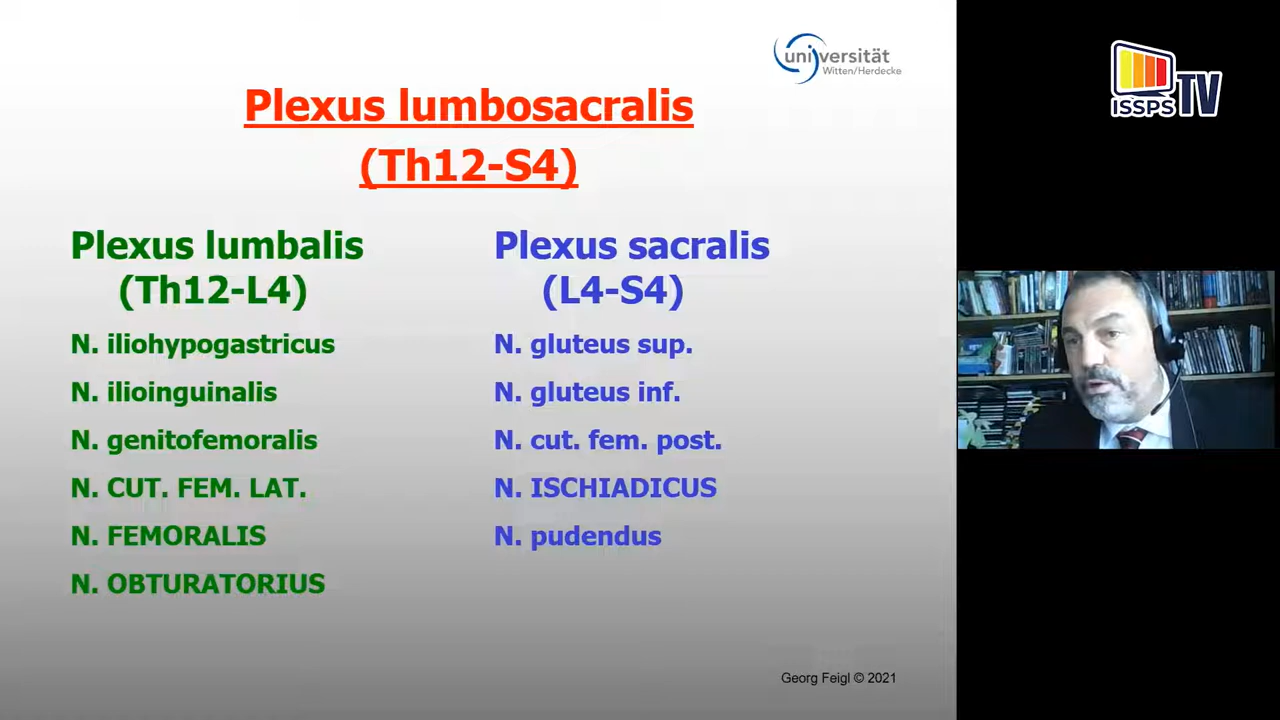 universität
Witten/Herdecke
ISSPS TV
Plexus lumbosacralis
(Th12-S4)
Plexus lumbalis
(Th12-L4)
N. iliohypogastricus
N. ilioinguinalis
N. genitofemoralis
N. CUT. FEM. LAT.
N. FEMORALIS
N. OBTURATORIUS
Plexus sacralis
(L4-S4)
N. gluteus sup.
N. gluteus inf.
N. cut. fem. post.
N. ISCHIADICUS
N. pudendus
Georg Feigl © 2021